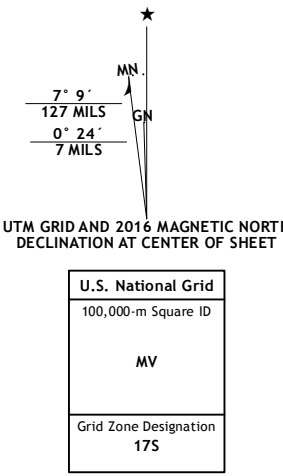 ★
MN
7° 9´
127 MILS
GN
0° 24´
7 MILS
UTM GRID AND 2016 MAGNETIC NORTH
DECLINATION AT CENTER OF SHEET
U.S. National Grid
100,000-m Square ID
MV
Grid Zone Designation
17S